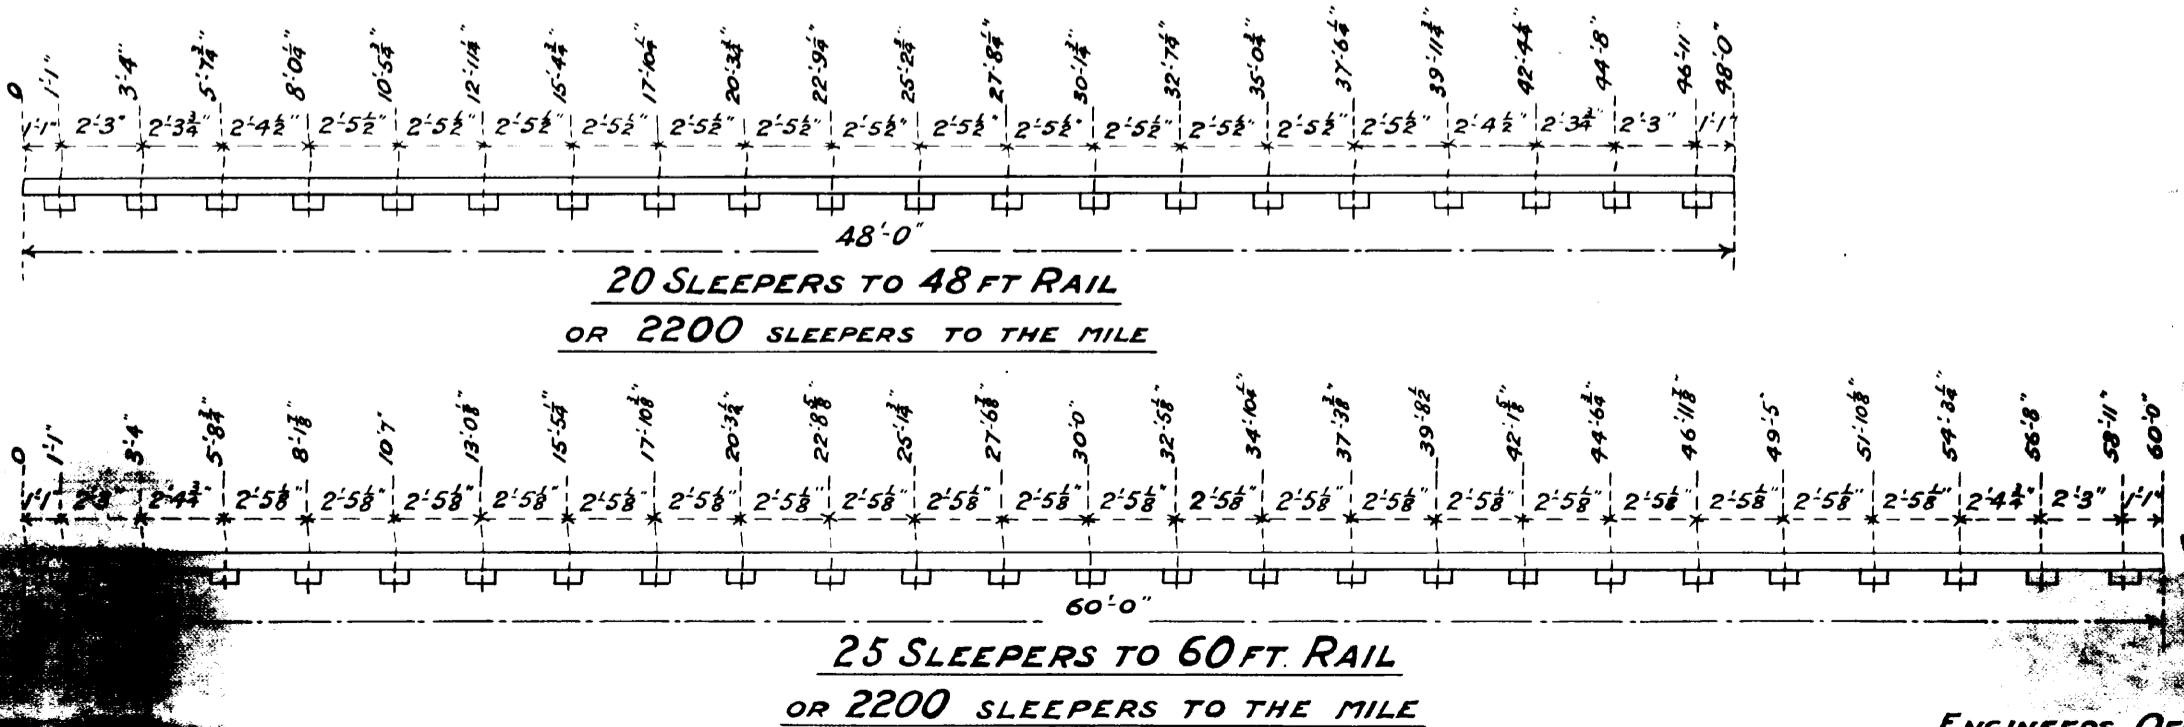 0 1'-1" 3'-4" 5'-7¾" 8'-0¼" 10'-5¾" 12'-11¼" 15'-4¾" 17'-10¼" 20'-3¾" 22'-9¼" 25'-2¾" 27'-8¼" 30'-1¾" 32'-7¼" 35'-0¾" 37'-6¼" 39'-11¾" 42'-4¼" 44'-8" 46'-11" 48'-0"
1'-1" 2'-3" 2'-3¾" 2'-4½" 2'-5½" 2'-5½" 2'-5½" 2'-5½" 2'-5½" 2'-5½" 2'-5½" 2'-5½" 2'-5½" 2'-5½" 2'-5½" 2'-5½" 2'-5½" 2'-4½" 2'-3¾" 2'-3" 1'-1"
48'-0"
20 SLEEPERS TO 48 FT RAIL
OR 2200 SLEEPERS TO THE MILE
0 1'-1" 3'-4" 5'-8¾" 8'-1⅞" 10'-7" 13'-0⅛" 15'-5¼" 17'-10⅜" 20'-3½" 22'-8⅝" 25'-1¾" 27'-6⅞" 30'-0" 32'-5⅛" 34'-10¼" 37'-3⅜" 39'-8½" 42'-1⅝" 44'-6¾" 46'-11⅞" 49'-5" 51'-10⅛" 54'-3¼" 56'-8" 58'-11" 60'-0"
1'-1" 2'-3" 2'-4¾" 2'-5⅛" 2'-5⅛" 2'-5⅛" 2'-5⅛" 2'-5⅛" 2'-5⅛" 2'-5⅛" 2'-5⅛" 2'-5⅛" 2'-5⅛" 2'-5⅛" 2'-5⅛" 2'-5⅛" 2'-5⅛" 2'-5⅛" 2'-5⅛" 2'-5⅛" 2'-5⅛" 2'-5⅛" 2'-5⅛" 2'-4¾" 2'-3" 1'-1"
60'-0"
25 SLEEPERS TO 60 FT. RAIL
OR 2200 SLEEPERS TO THE MILE
ENGINEERS